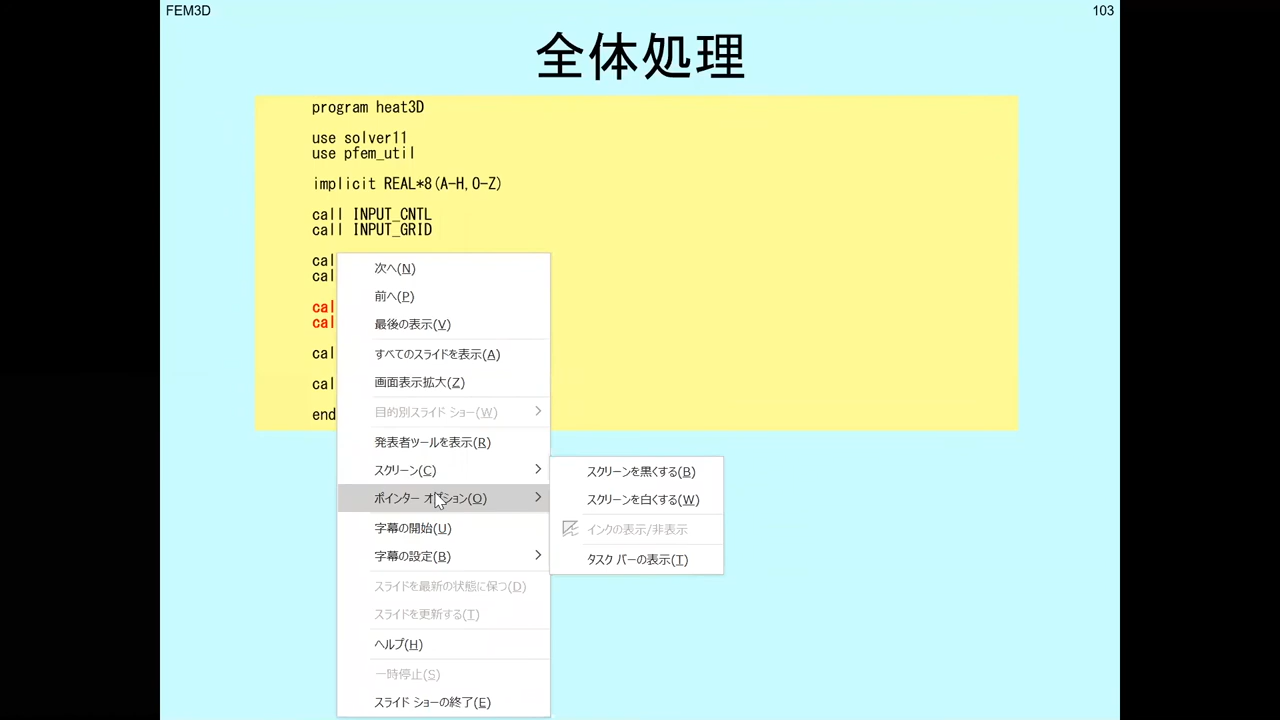 FEM3D
103
全体処理
program heat3D
use solver11
use pfem_util
implicit REAL*8(A-H,O-Z)
call INPUT_CNTL
call INPUT_GRID
cal
cal
cal
cal
cal
cal
end
次へ(N)
前へ(P)
最後の表示(V)
すべてのスライドを表示(A)
画面表示拡大(Z)
目的別スライド ショー(W)
発表者ツールを表示(R)
スクリーン(C)
ポインター オプション(O)
字幕の開始(U)
字幕の設定(B)
スライドを最新の状態に保つ(D)
スライドを更新する(T)
ヘルプ(H)
一時停止(S)
スライド ショーの終了(E)
スクリーンを黒くする(B)
スクリーンを白くする(W)
インクの表示/非表示
タスク バーの表示(T)